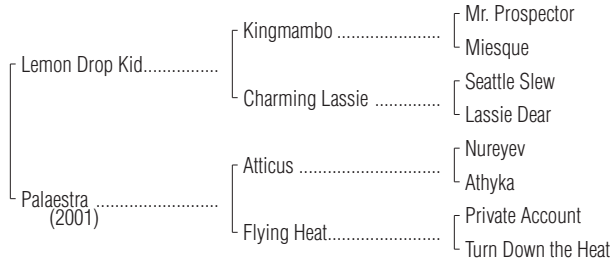 Mr. Prospector
Kingmambo ..................
Miesque
Lemon Drop Kid...............
Seattle Slew
Charming Lassie .............
Lassie Dear
Nureyev
Atticus .........................
Athyka
Palaestra ........................
(2001)
Private Account
Flying Heat....................
Turn Down the Heat